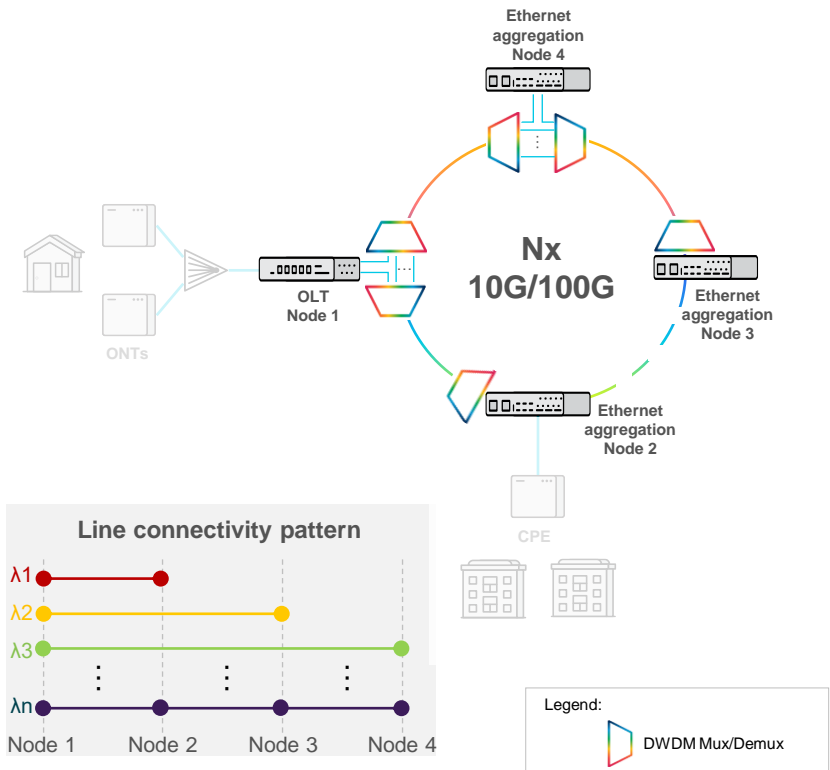 Ethernet
aggregation
Node 4
Nx
10G/100G
OLT
Node 1
ONTs
Ethernet
aggregation
Node 3
Ethernet
aggregation
Node 2
CPE
Line connectivity pattern
λ1
λ2
λ3
λn
Node 1
Node 2
Node 3
Node 4
Legend:
DWDM Mux/Demux